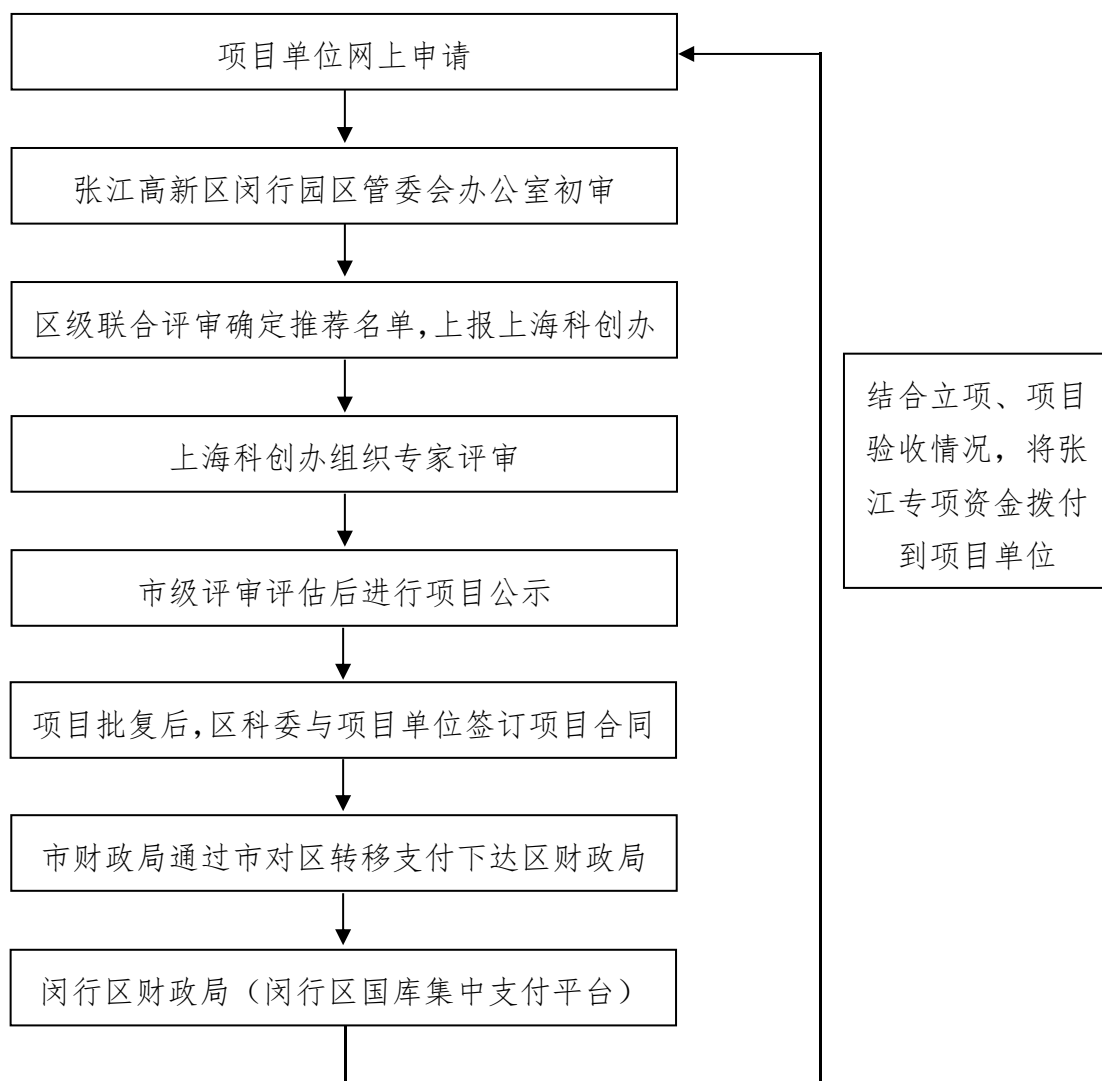 项目单位网上申请
张江高新区闵行园区管委会办公室初审
区级联合评审确定推荐名单，上报上海科创办
上海科创办组织专家评审
市级评审评估后进行项目公示
项目批复后，区科委与项目单位签订项目合同
市财政局通过市对区转移支付下达区财政局
闵行区财政局（闵行区国库集中支付平台）
结合立项、项目
验收情况，将张
江专项资金拨付
到项目单位